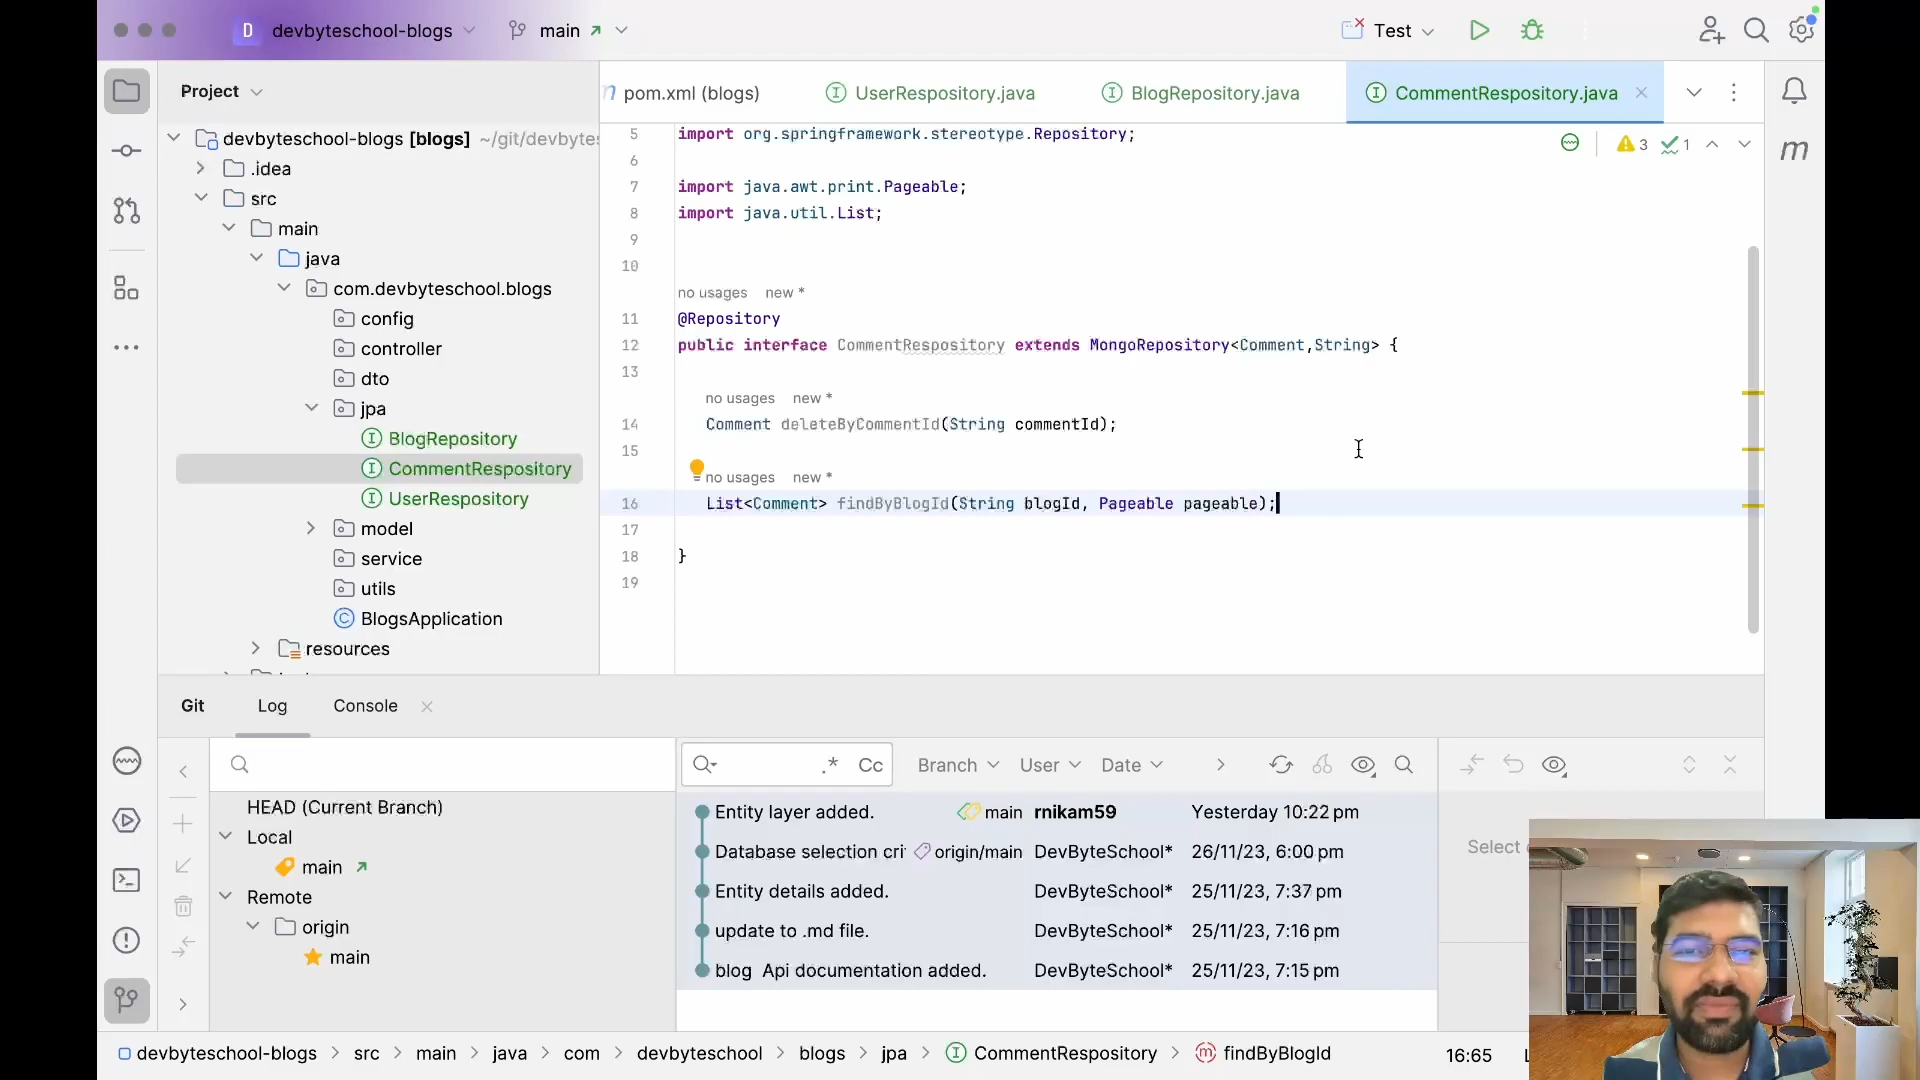 D devbyteschool-blogs main Test
Project
pom.xml (blogs) UserRespository.java BlogRepository.java CommentRespository.java
devbyteschool-blogs [blogs] ~/git/devbytes
.idea
src
main
java
com.devbyteschool.blogs
config
controller
dto
jpa
BlogRepository
CommentRespository
UserRespository
model
service
utils
BlogsApplication
resources
3 1
m
5 import org.springframework.stereotype.Repository;
6
7 import java.awt.print.Pageable;
8 import java.util.List;
9
10
no usages new *
11 @Repository
12 public interface CommentRespository extends MongoRepository<Comment,String> {
13
no usages new *
14 Comment deleteByCommentId(String commentId);
15
no usages new *
16 List<Comment> findByBlogId(String blogId, Pageable pageable);
17
18 }
19
Git Log Console
.* Cc Branch User Date
HEAD (Current Branch)
Local
main
Remote
origin
main
Entity layer added. main rnikam59 Yesterday 10:22 pm
Database selection cri origin/main DevByteSchool* 26/11/23, 6:00 pm
Entity details added. DevByteSchool* 25/11/23, 7:37 pm
update to .md file. DevByteSchool* 25/11/23, 7:16 pm
blog Api documentation added. DevByteSchool* 25/11/23, 7:15 pm
Select
devbyteschool-blogs > src > main > java > com > devbyteschool > blogs > jpa > CommentRespository > findByBlogId 16:65